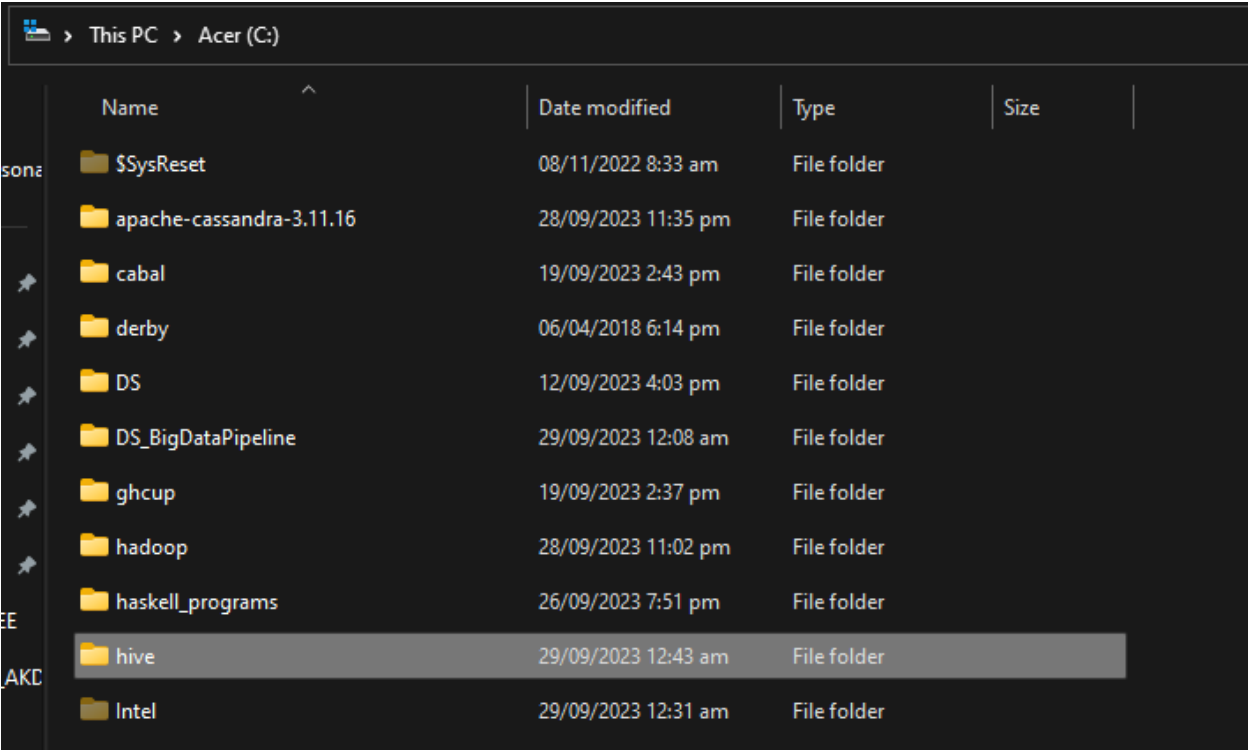 This PC > Acer (C:)
Name Date modified Type Size
$SysReset 08/11/2022 8:33 am File folder
apache-cassandra-3.11.16 28/09/2023 11:35 pm File folder
cabal 19/09/2023 2:43 pm File folder
derby 06/04/2018 6:14 pm File folder
DS 12/09/2023 4:03 pm File folder
DS_BigDataPipeline 29/09/2023 12:08 am File folder
ghcup 19/09/2023 2:37 pm File folder
hadoop 28/09/2023 11:02 pm File folder
haskell_programs 26/09/2023 7:51 pm File folder
hive 29/09/2023 12:43 am File folder
Intel 29/09/2023 12:31 am File folder